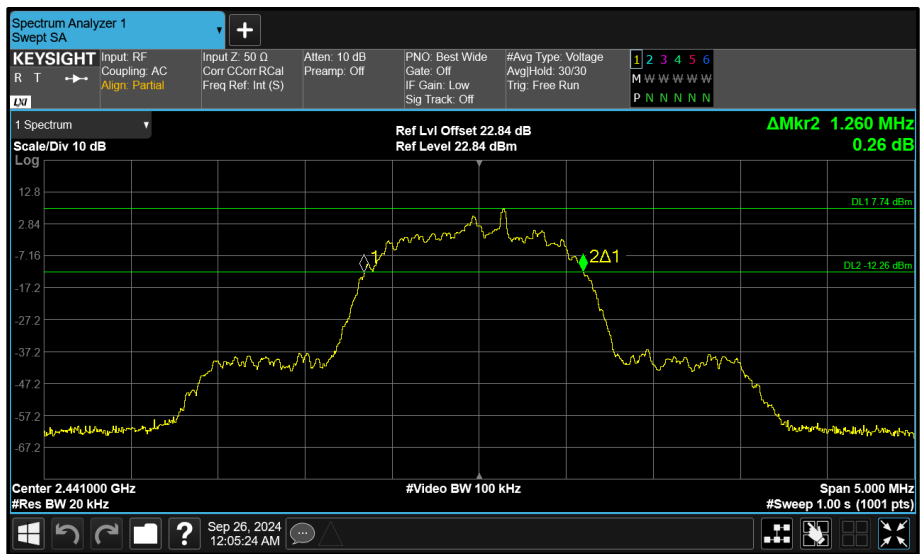 Spectrum Analyzer 1
Swept SA
+
KEYSIGHT
R T
LXI
Input: RF
Coupling: AC
Align: Partial
Input Z: 50 Ω
Corr CCorr RCal
Freq Ref: Int (S)
Atten: 10 dB
Preamp: Off
PNO: Best Wide
Gate: Off
IF Gain: Low
Sig Track: Off
#Avg Type: Voltage
Avg|Hold: 30/30
Trig: Free Run
1 2 3 4 5 6
M W W W W W
P N N N N N
1 Spectrum
Scale/Div 10 dB
Ref Lvl Offset 22.84 dB
Ref Level 22.84 dBm
ΔMkr2 1.260 MHz
0.26 dB
Log
12.8
2.84
-7.16
-17.2
-27.2
-37.2
-47.2
-57.2
-67.2
DL1 7.74 dBm
1
2Δ1
DL2 -12.26 dBm
Center 2.441000 GHz
#Video BW 100 kHz
Span 5.000 MHz
#Res BW 20 kHz
#Sweep 1.00 s (1001 pts)
?
Sep 26, 2024
12:05:24 AM